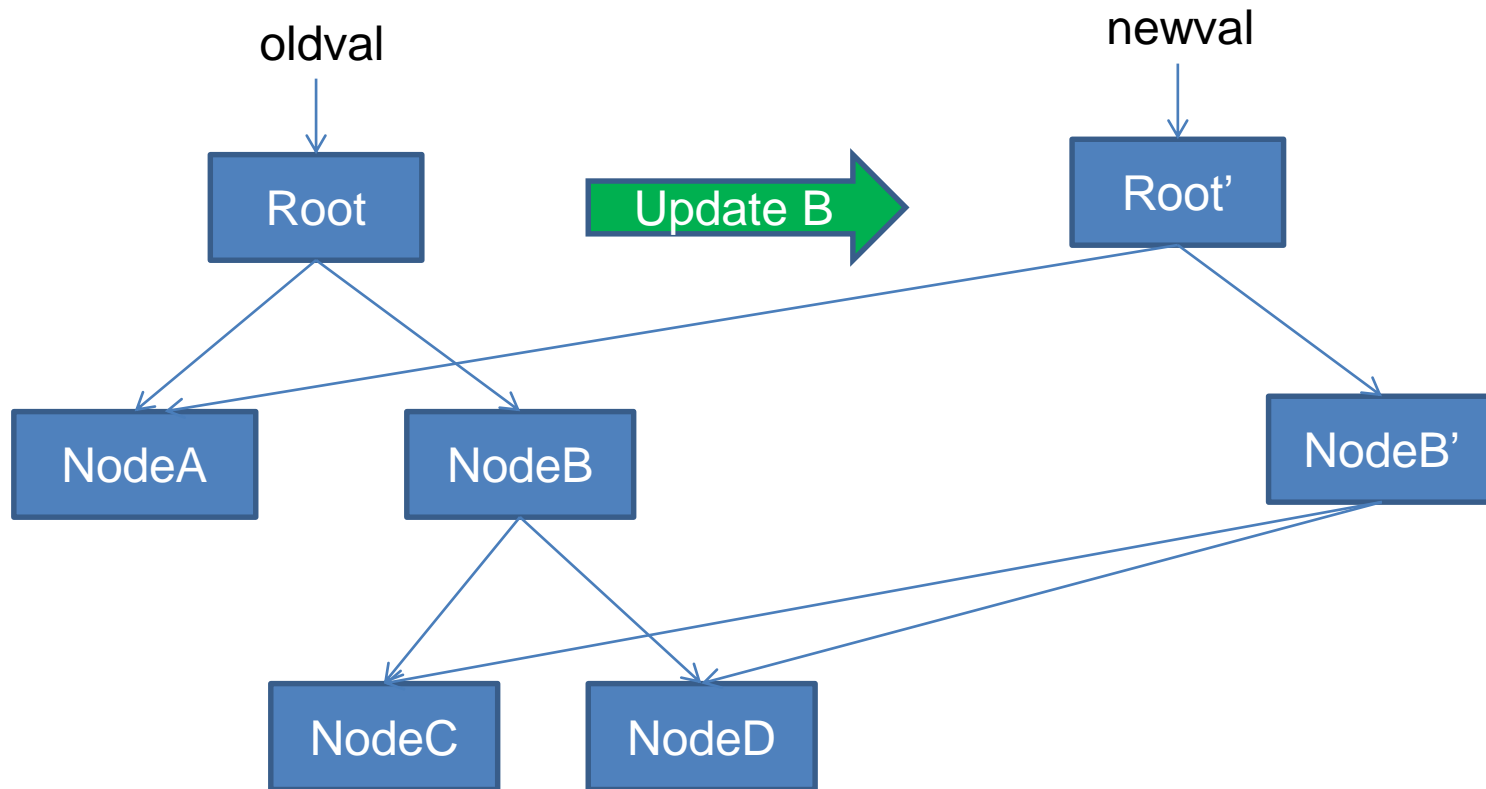 oldval
newval
Root
Update B
Root’
NodeA
NodeB
NodeB’
NodeC
NodeD